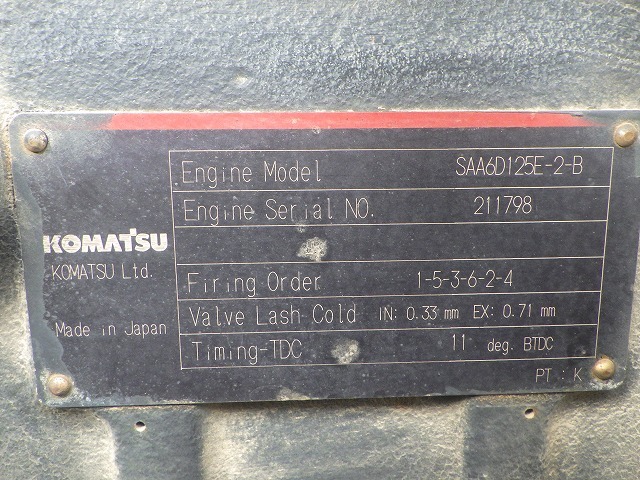 Engine Model SAA6D125E-2-B
Engine Serial NO. 211798
KOMATSU
KOMATSU Ltd.
Made in Japan
Firing Order 1-5-3-6-2-4
Valve Lash Cold IN: 0.33 mm EX: 0.71 mm
Timing-TDC 11 deg. BTDC
PT : K